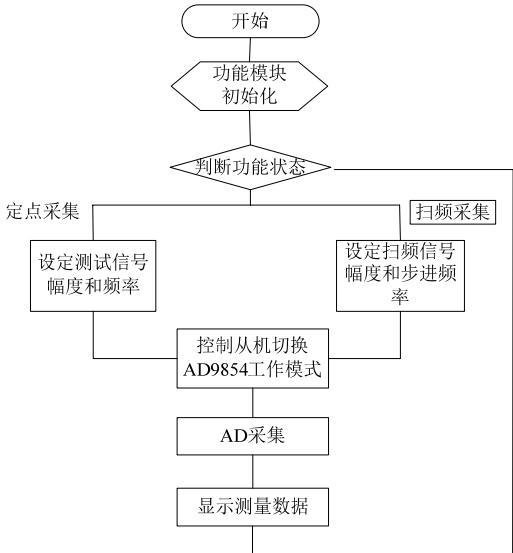 开始
功能模块
初始化
判断功能状态
定点采集
扫频采集
设定测试信号
幅度和频率
设定扫频信号
幅度和步进频
率
控制从机切换
AD9854工作模式
AD采集
显示测量数据